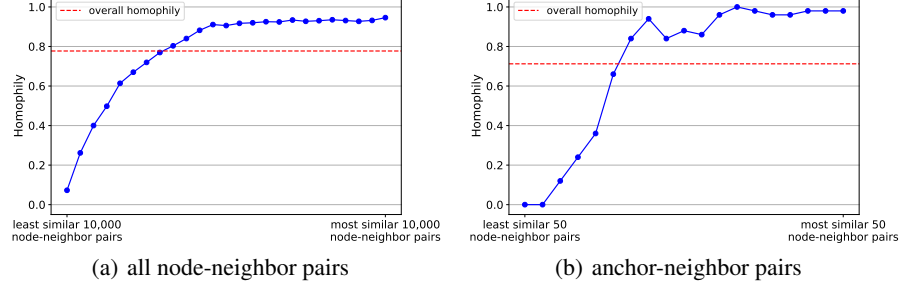 1.0
0.8
0.6
0.4
0.2
0.0
Homophily
overall homophily
least similar 10,000
node-neighbor pairs
most similar 10,000
node-neighbor pairs
(a) all node-neighbor pairs
1.0
0.8
0.6
0.4
0.2
0.0
Homophily
overall homophily
least similar 50
node-neighbor pairs
most similar 50
node-neighbor pairs
(b) anchor-neighbor pairs